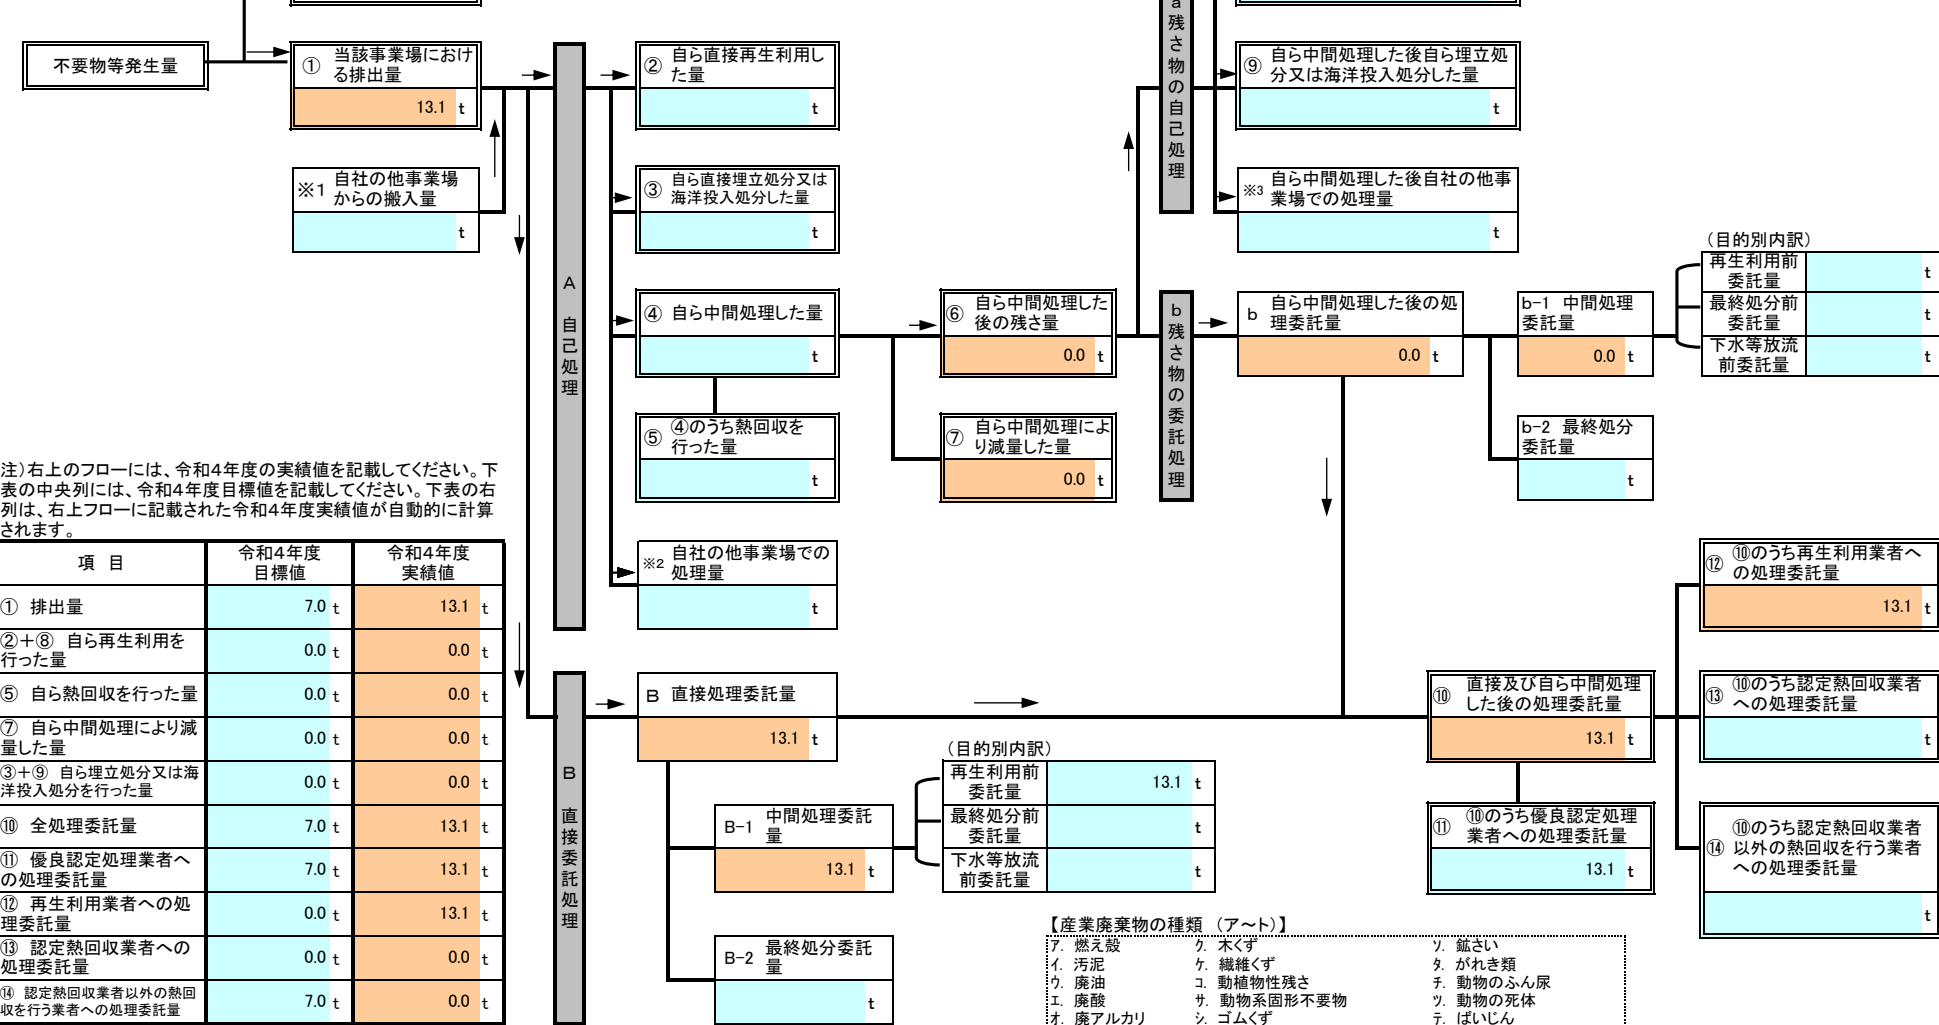 不要物等発生量
①
当該事業場におけ
る排出量
13.1 t
※1 自社の他事業場
からの搬入量
t
A
自己処理
② 自ら直接再生利用し
た量
t
③ 自ら直接埋立処分又は
海洋投入処分した量
t
④ 自ら中間処理した量
t
⑤ ④のうち熱回収を
行った量
t
※2 自社の他事業場での
処理量
t
⑥ 自ら中間処理した
後の残さ量
0.0 t
⑦ 自ら中間処理によ
り減量した量
0.0 t
a
残さ物の自己処理
⑨ 自ら中間処理した後自ら埋立処
分又は海洋投入処分した量
t
※3 自ら中間処理した後自社の他事
業場での処理量
t
b
残さ物の委託処理
b 自ら中間処理した後の処
理委託量
0.0 t
b-1 中間処理
委託量
0.0 t
b-2 最終処分
委託量
t
(目的別内訳)
再生利用前
委託量
t
最終処分前
委託量
t
下水等放流
前委託量
t
注)右上のフローには、令和4年度の実績値を記載してください。下
表の中央列には、令和4年度目標値を記載してください。下表の右
列は、右上フローに記載された令和4年度実績値が自動的に計算
されます。
項 目 令和4年度 目標値 令和4年度 実績値
① 排出量 7.0 t 13.1 t
②+⑧ 自ら再生利用を
行った量 0.0 t 0.0 t
⑤ 自ら熱回収を行った量 0.0 t 0.0 t
⑦ 自ら中間処理により減
量した量 0.0 t 0.0 t
③+⑨ 自ら埋立処分又は海
洋投入処分を行った量 0.0 t 0.0 t
⑩ 全処理委託量 7.0 t 13.1 t
⑪ 優良認定処理業者へ
の処理委託量 7.0 t 13.1 t
⑫ 再生利用業者への処
理委託量 0.0 t 13.1 t
⑬ 認定熱回収業者への
処理委託量 0.0 t 0.0 t
⑭ 認定熱回収業者以外の熱回
収を行う業者への処理委託量 7.0 t 0.0 t
B
直接委託処理
B 直接処理委託量
13.1 t
B-1 中間処理委託
量
13.1 t
B-2 最終処分委託
量
t
(目的別内訳)
再生利用前
委託量
13.1 t
最終処分前
委託量
t
下水等放流
前委託量
t
⑩ 直接及び自ら中間処理
した後の処理委託量
13.1 t
⑪ ⑩のうち優良認定処理
業者への処理委託量
13.1 t
⑫ ⑩のうち再生利用業者へ
の処理委託量
13.1 t
⑬ ⑩のうち認定熱回収業者
への処理委託量
t
⑭ ⑩のうち認定熱回収業者
以外の熱回収を行う業者
への処理委託量
t
【産業廃棄物の種類 (ア~ト)】
ア. 燃え殻 ク. 木くず ソ. 鉱さい
イ. 汚泥 ケ. 繊維くず タ. がれき類
ウ. 廃油 コ. 動植物性残さ チ. 動物のふん尿
エ. 廃酸 サ. 動物系固形不要物 ツ. 動物の死体
オ. 廃アルカリ シ. ゴムくず テ. ばいじん